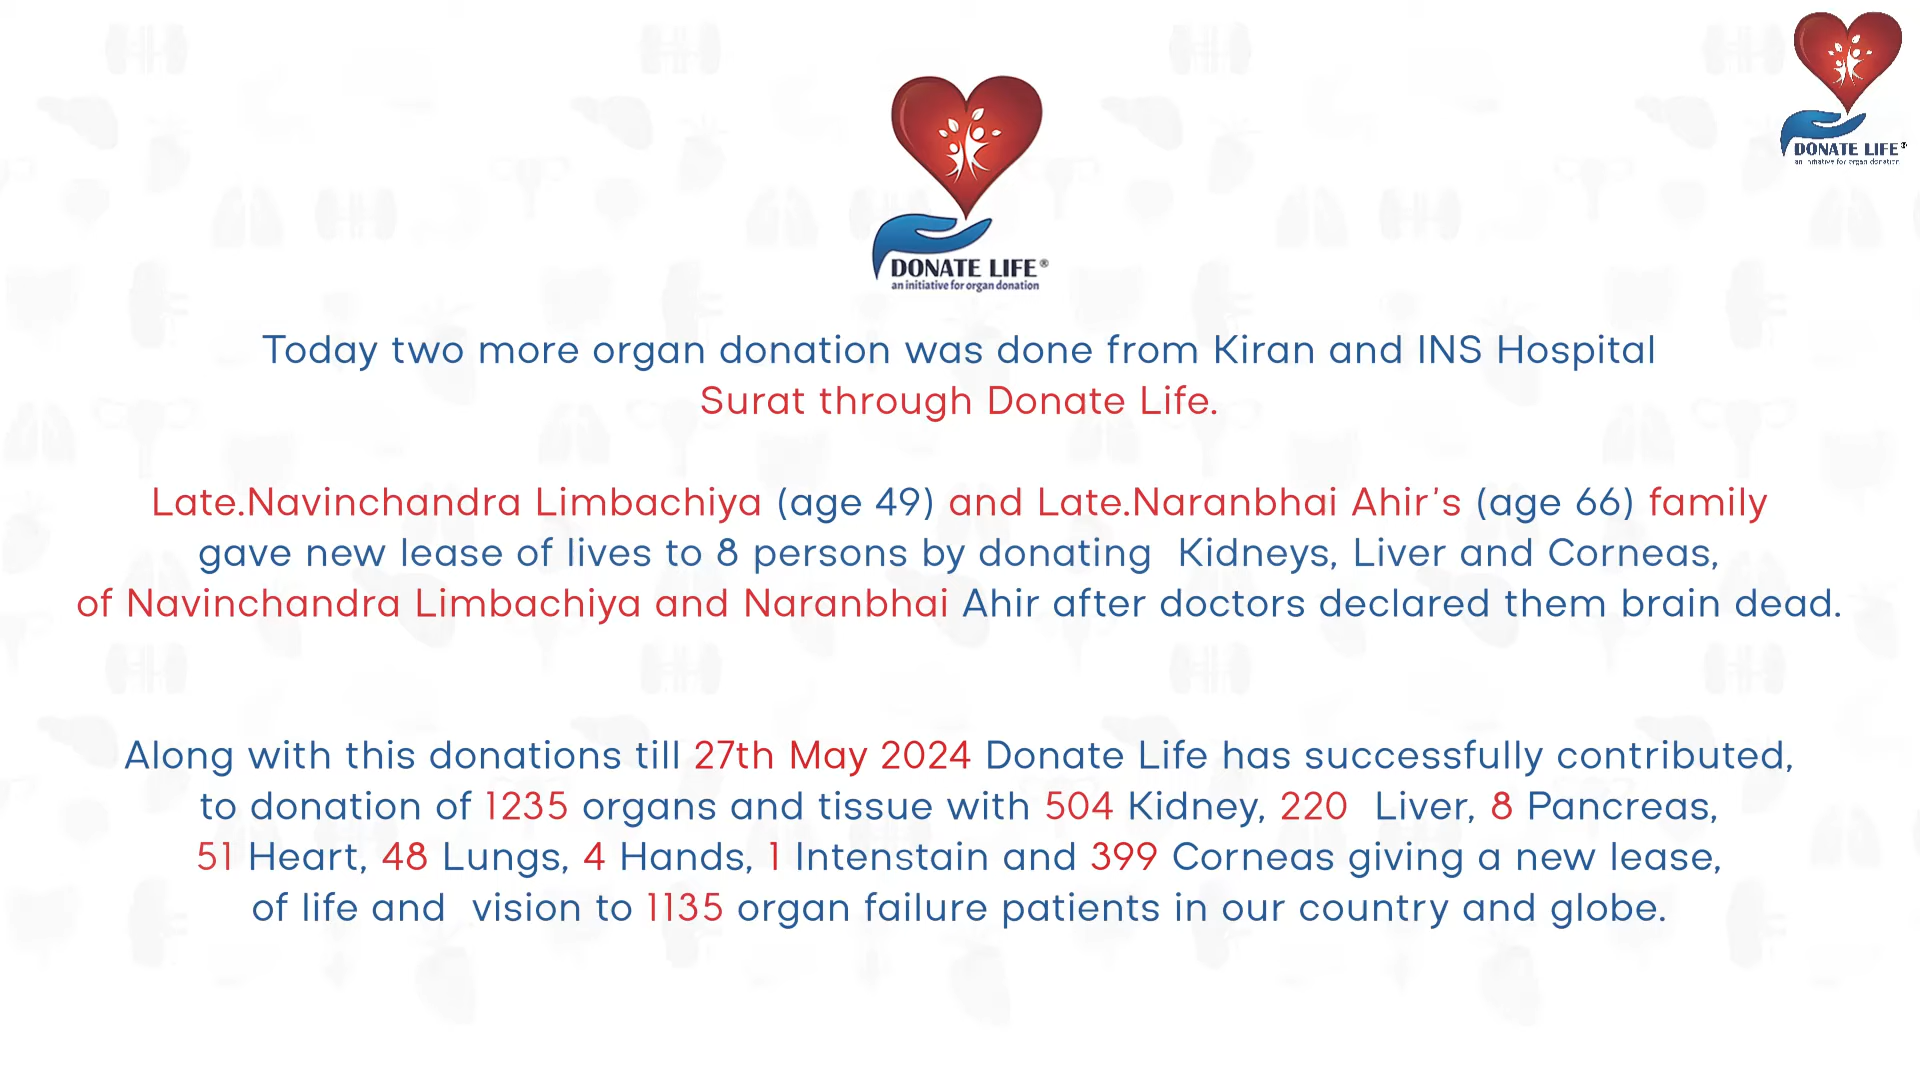 DONATE LIFE®
an initiative for organ donation
DONATE LIFE®
an initiative for organ donation
Today two more organ donation was done from Kiran and INS Hospital
Surat through Donate Life.
Late.Navinchandra Limbachiya (age 49) and Late.Naranbhai Ahir's (age 66) family
gave new lease of lives to 8 persons by donating Kidneys, Liver and Corneas,
of Navinchandra Limbachiya and Naranbhai Ahir after doctors declared them brain dead.
Along with this donations till 27th May 2024 Donate Life has successfully contributed,
to donation of 1235 organs and tissue with 504 Kidney, 220 Liver, 8 Pancreas,
51 Heart, 48 Lungs, 4 Hands, 1 Intenstain and 399 Corneas giving a new lease,
of life and vision to 1135 organ failure patients in our country and globe.